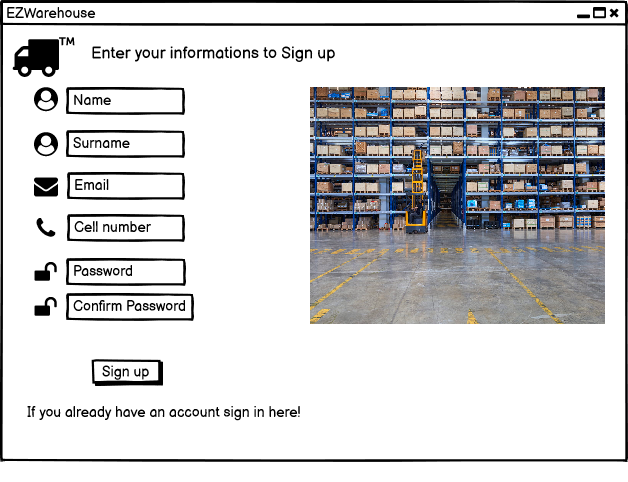 EZWarehouse
TM
Enter your informations to Sign up
Name
Surname
Email
Cell number
Password
Confirm Password
Sign up
If you already have an account sign in here!